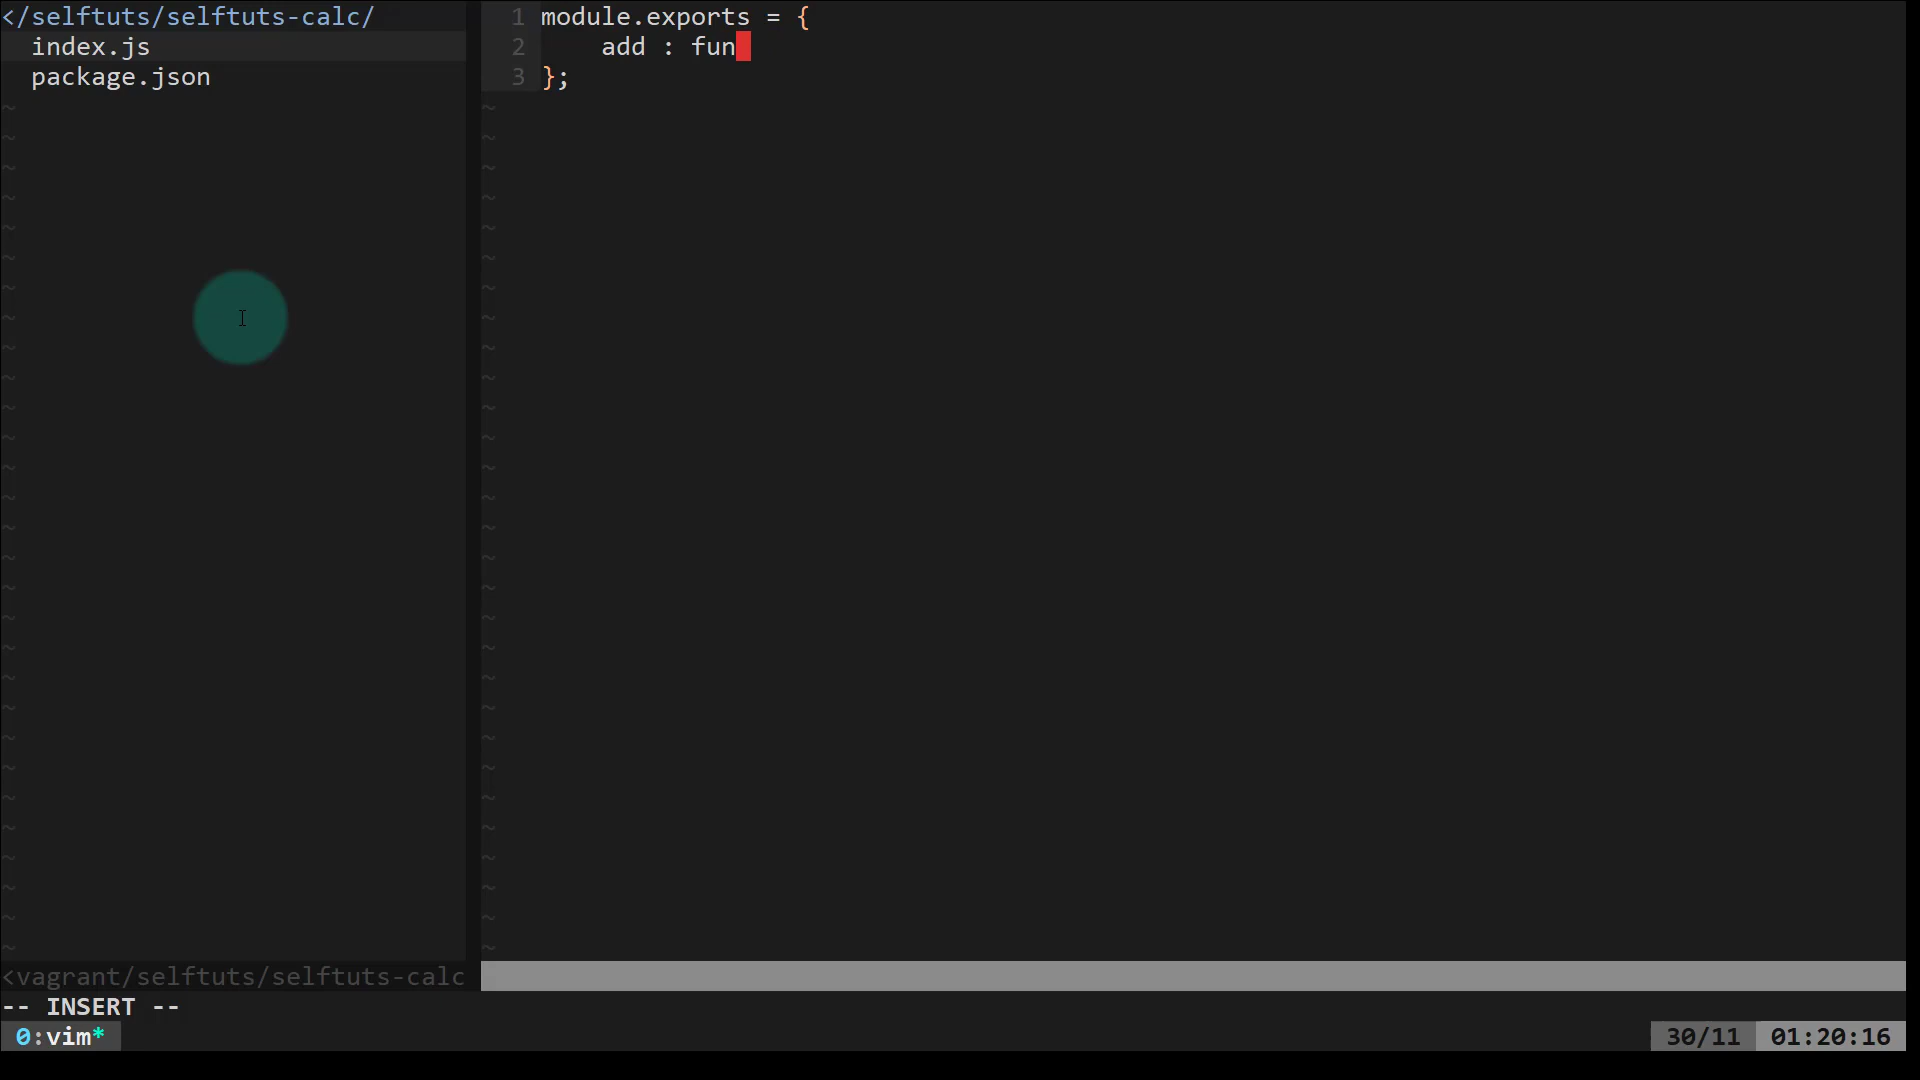 </selftuts/selftuts-calc/
index.js
package.json
1 module.exports = {
2 add : fun
3 };
<vagrant/selftuts/selftuts-calc
-- INSERT --
0:vim*
30/11 01:20:16